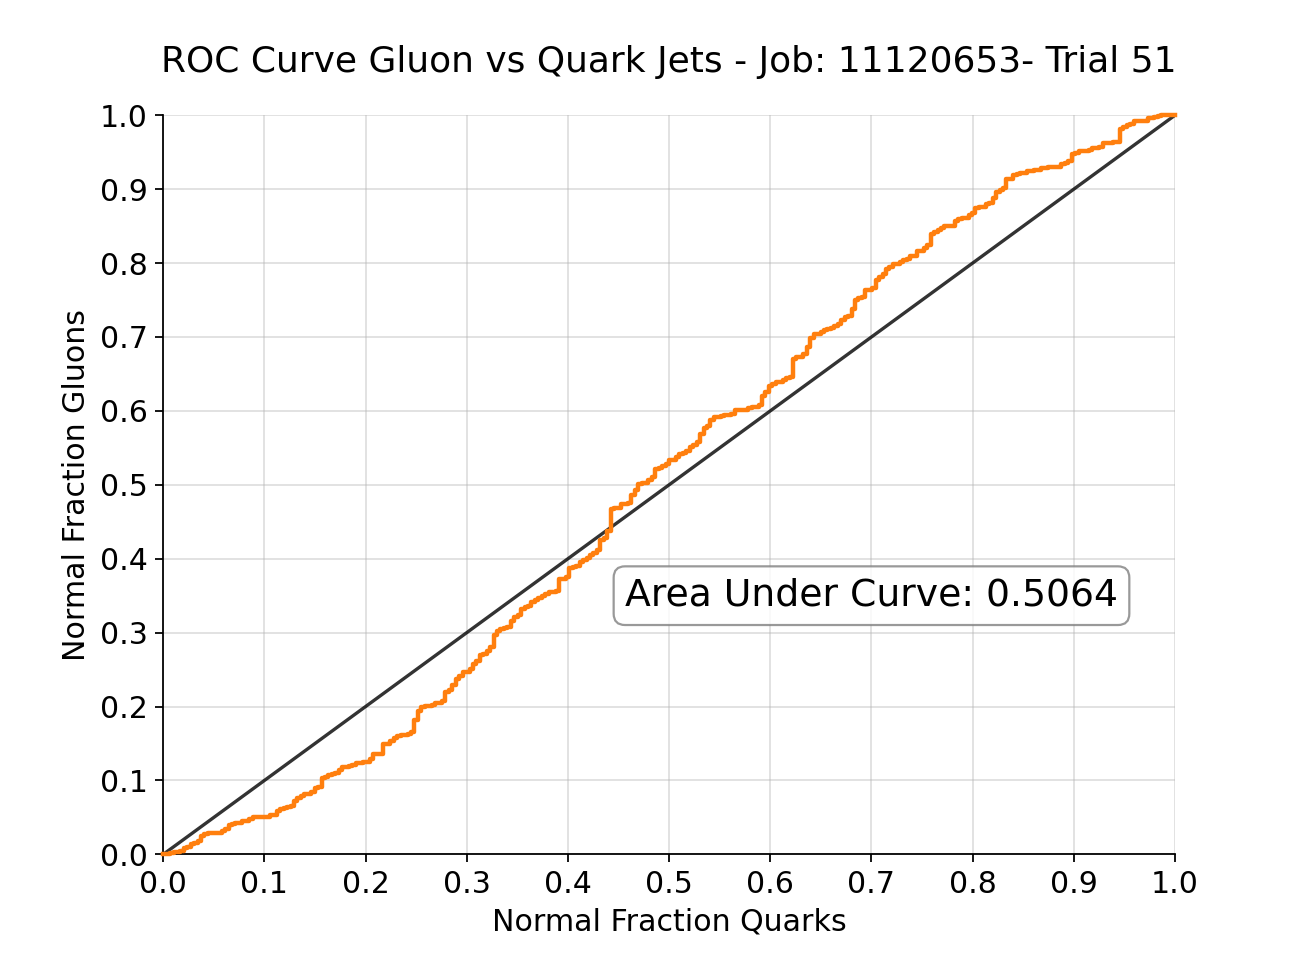 ROC Curve Gluon vs Quark Jets - Job: 11120653- Trial 51
1.0
0.9
0.8
0.7
0.6
0.5
0.4
0.3
0.2
0.1
0.0
Normal Fraction Gluons
Area Under Curve: 0.5064
0.0 0.1 0.2 0.3 0.4 0.5 0.6 0.7 0.8 0.9 1.0
Normal Fraction Quarks